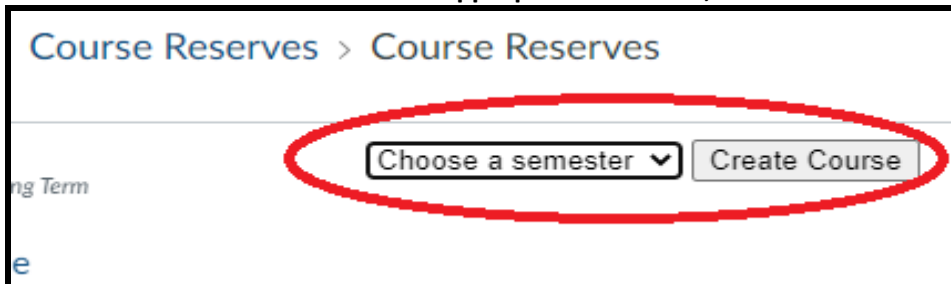 Course Reserves > Course Reserves
Choose a semester Create Course
ng Term
e